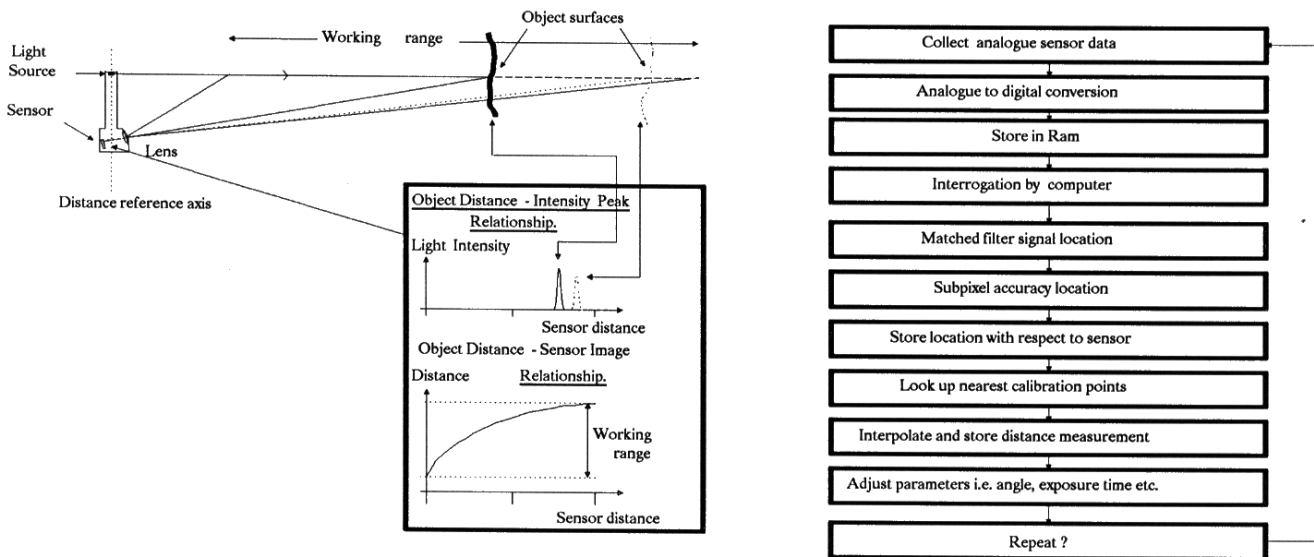 Object surfaces
Working range
Light
Source
Sensor
Lens
Distance reference axis
Object Distance - Intensity Peak
Relationship.
Light Intensity
Sensor distance
Object Distance - Sensor Image
Distance Relationship.
Working
range
Sensor distance
Collect analogue sensor data
Analogue to digital conversion
Store in Ram
Interrogation by computer
Matched filter signal location
Subpixel accuracy location
Store location with respect to sensor
Look up nearest calibration points
Interpolate and store distance measurement
Adjust parameters i.e. angle, exposure time etc.
Repeat ?